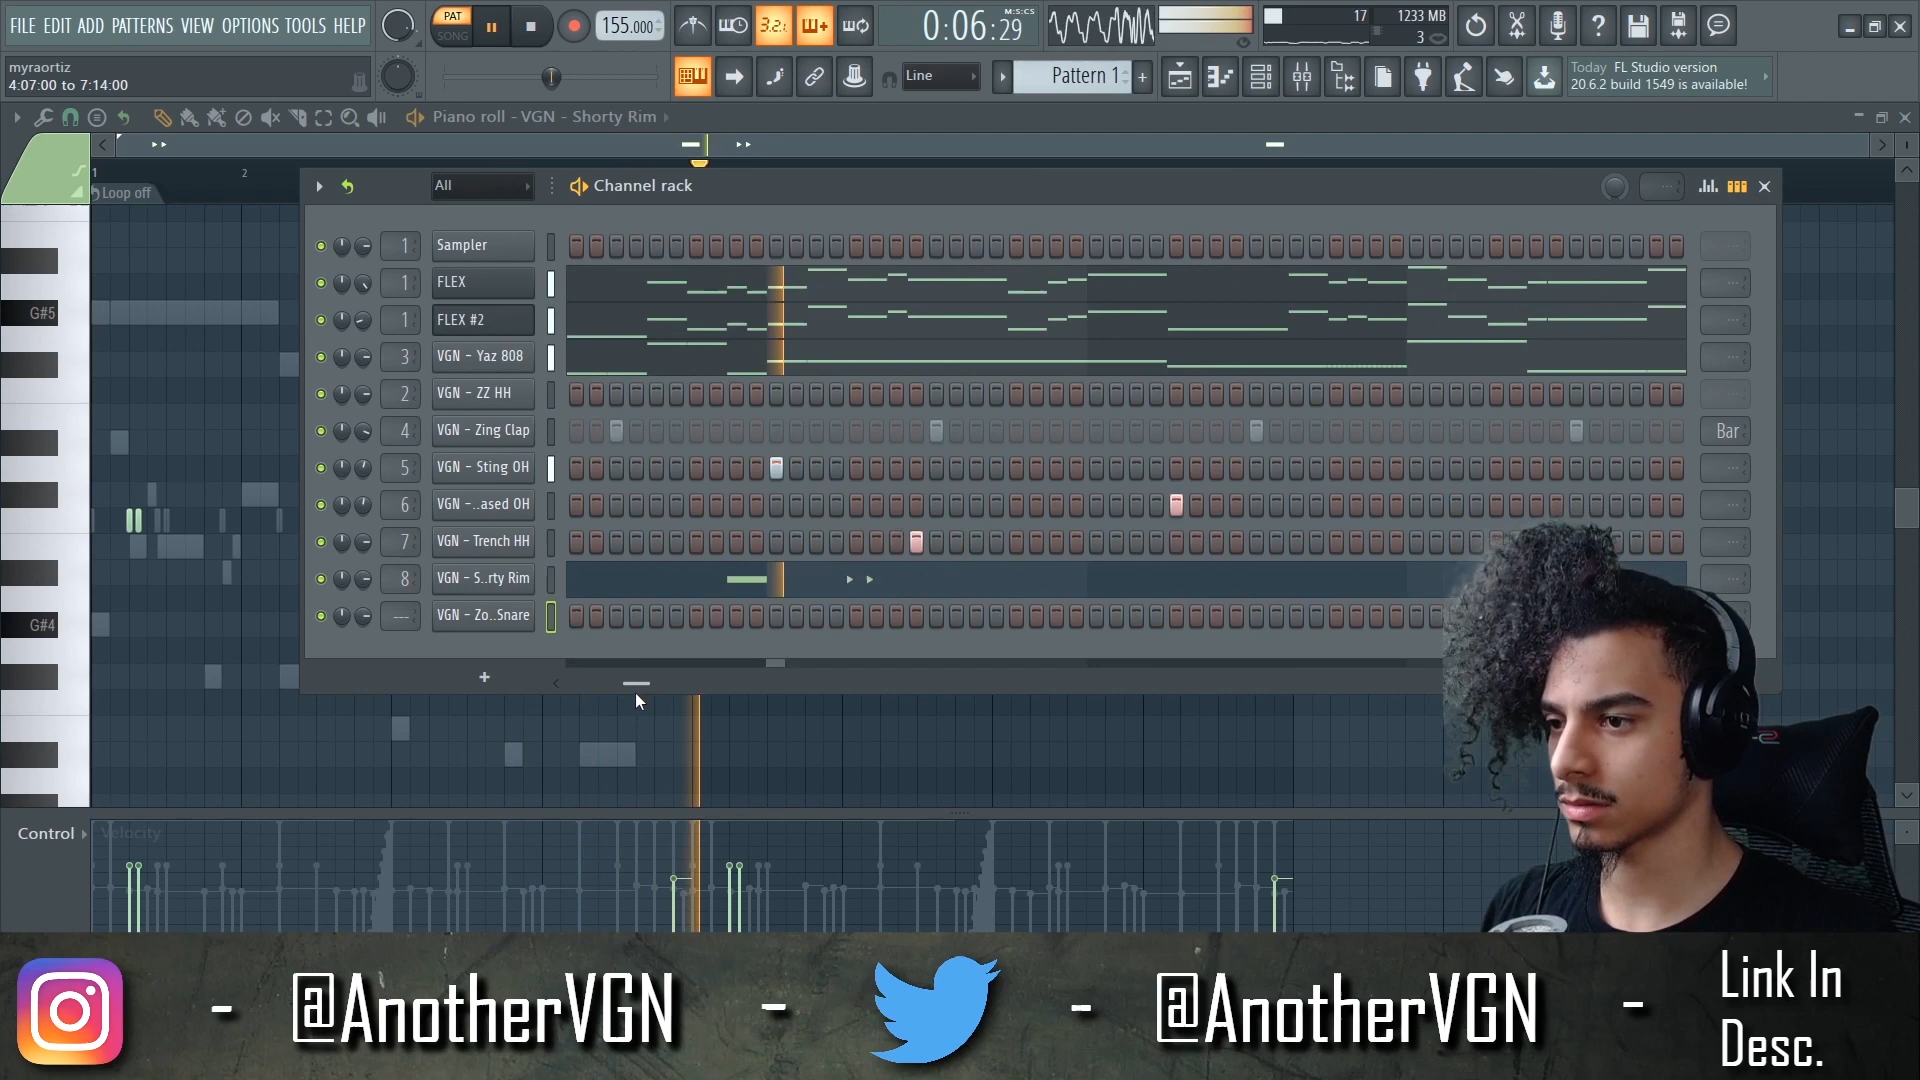 FILE EDIT ADD PATTERNS VIEW OPTIONS TOOLS HELP
PAT
SONG
155.000
3.2.1
0:06:29
M:S:CS
17
1233 MB
3
myraortiz
4:07:00 to 7:14:00
Line
Pattern 1
+
Today FL Studio version
20.6.2 build 1549 is available!
Piano roll - VGN - Shorty Rim
1
2
Loop off
All
Channel rack
1
Sampler
1
FLEX
1
FLEX #2
3
VGN - Yaz 808
2
VGN - ZZ HH
4
VGN - Zing Clap
Bar
5
VGN - Sting OH
6
VGN -..ased OH
7
VGN - Trench HH
8
VGN - S..rty Rim
---
VGN - Zo..Snare
+
G#5
G#4
Control
Velocity
- @AnotherVGN - - @AnotherVGN - Link In
Desc.